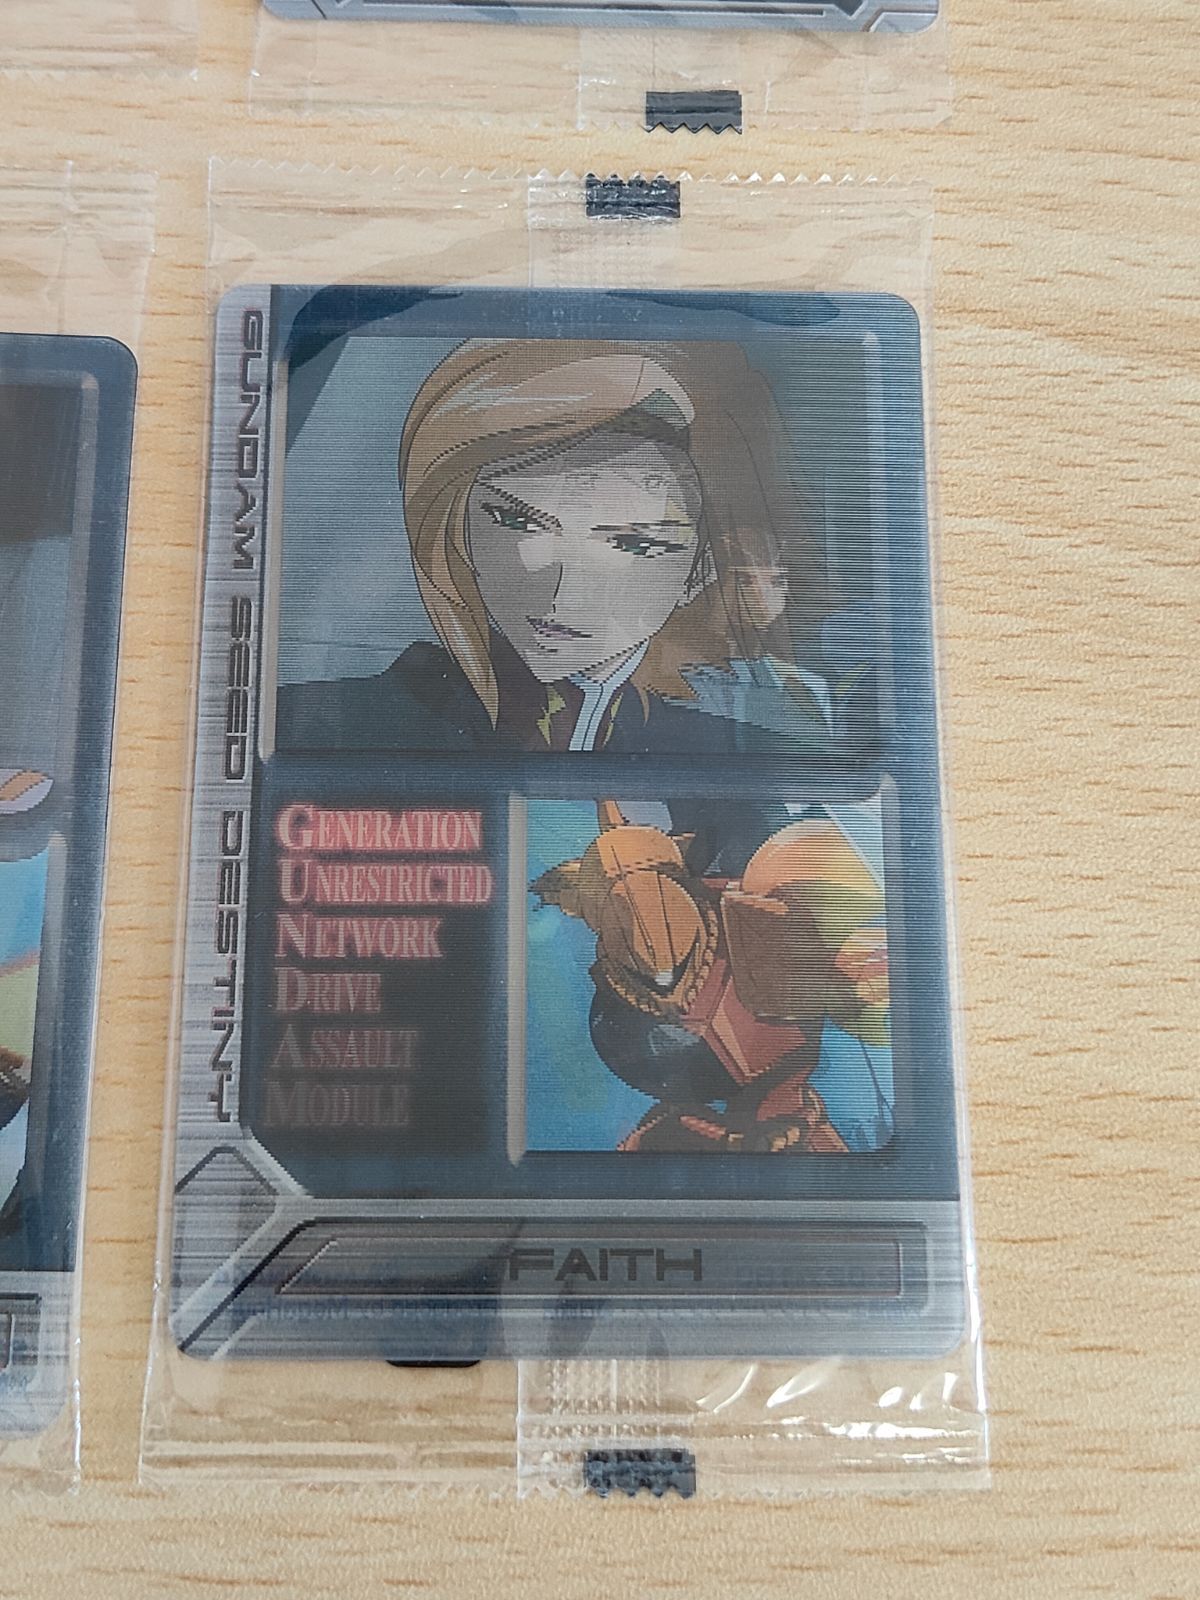 GUNDAM SEED DESTINY
GENERATION
UNRESTRICTED
NETWORK
DRIVE
ASSAULT
MODULE
FAITH